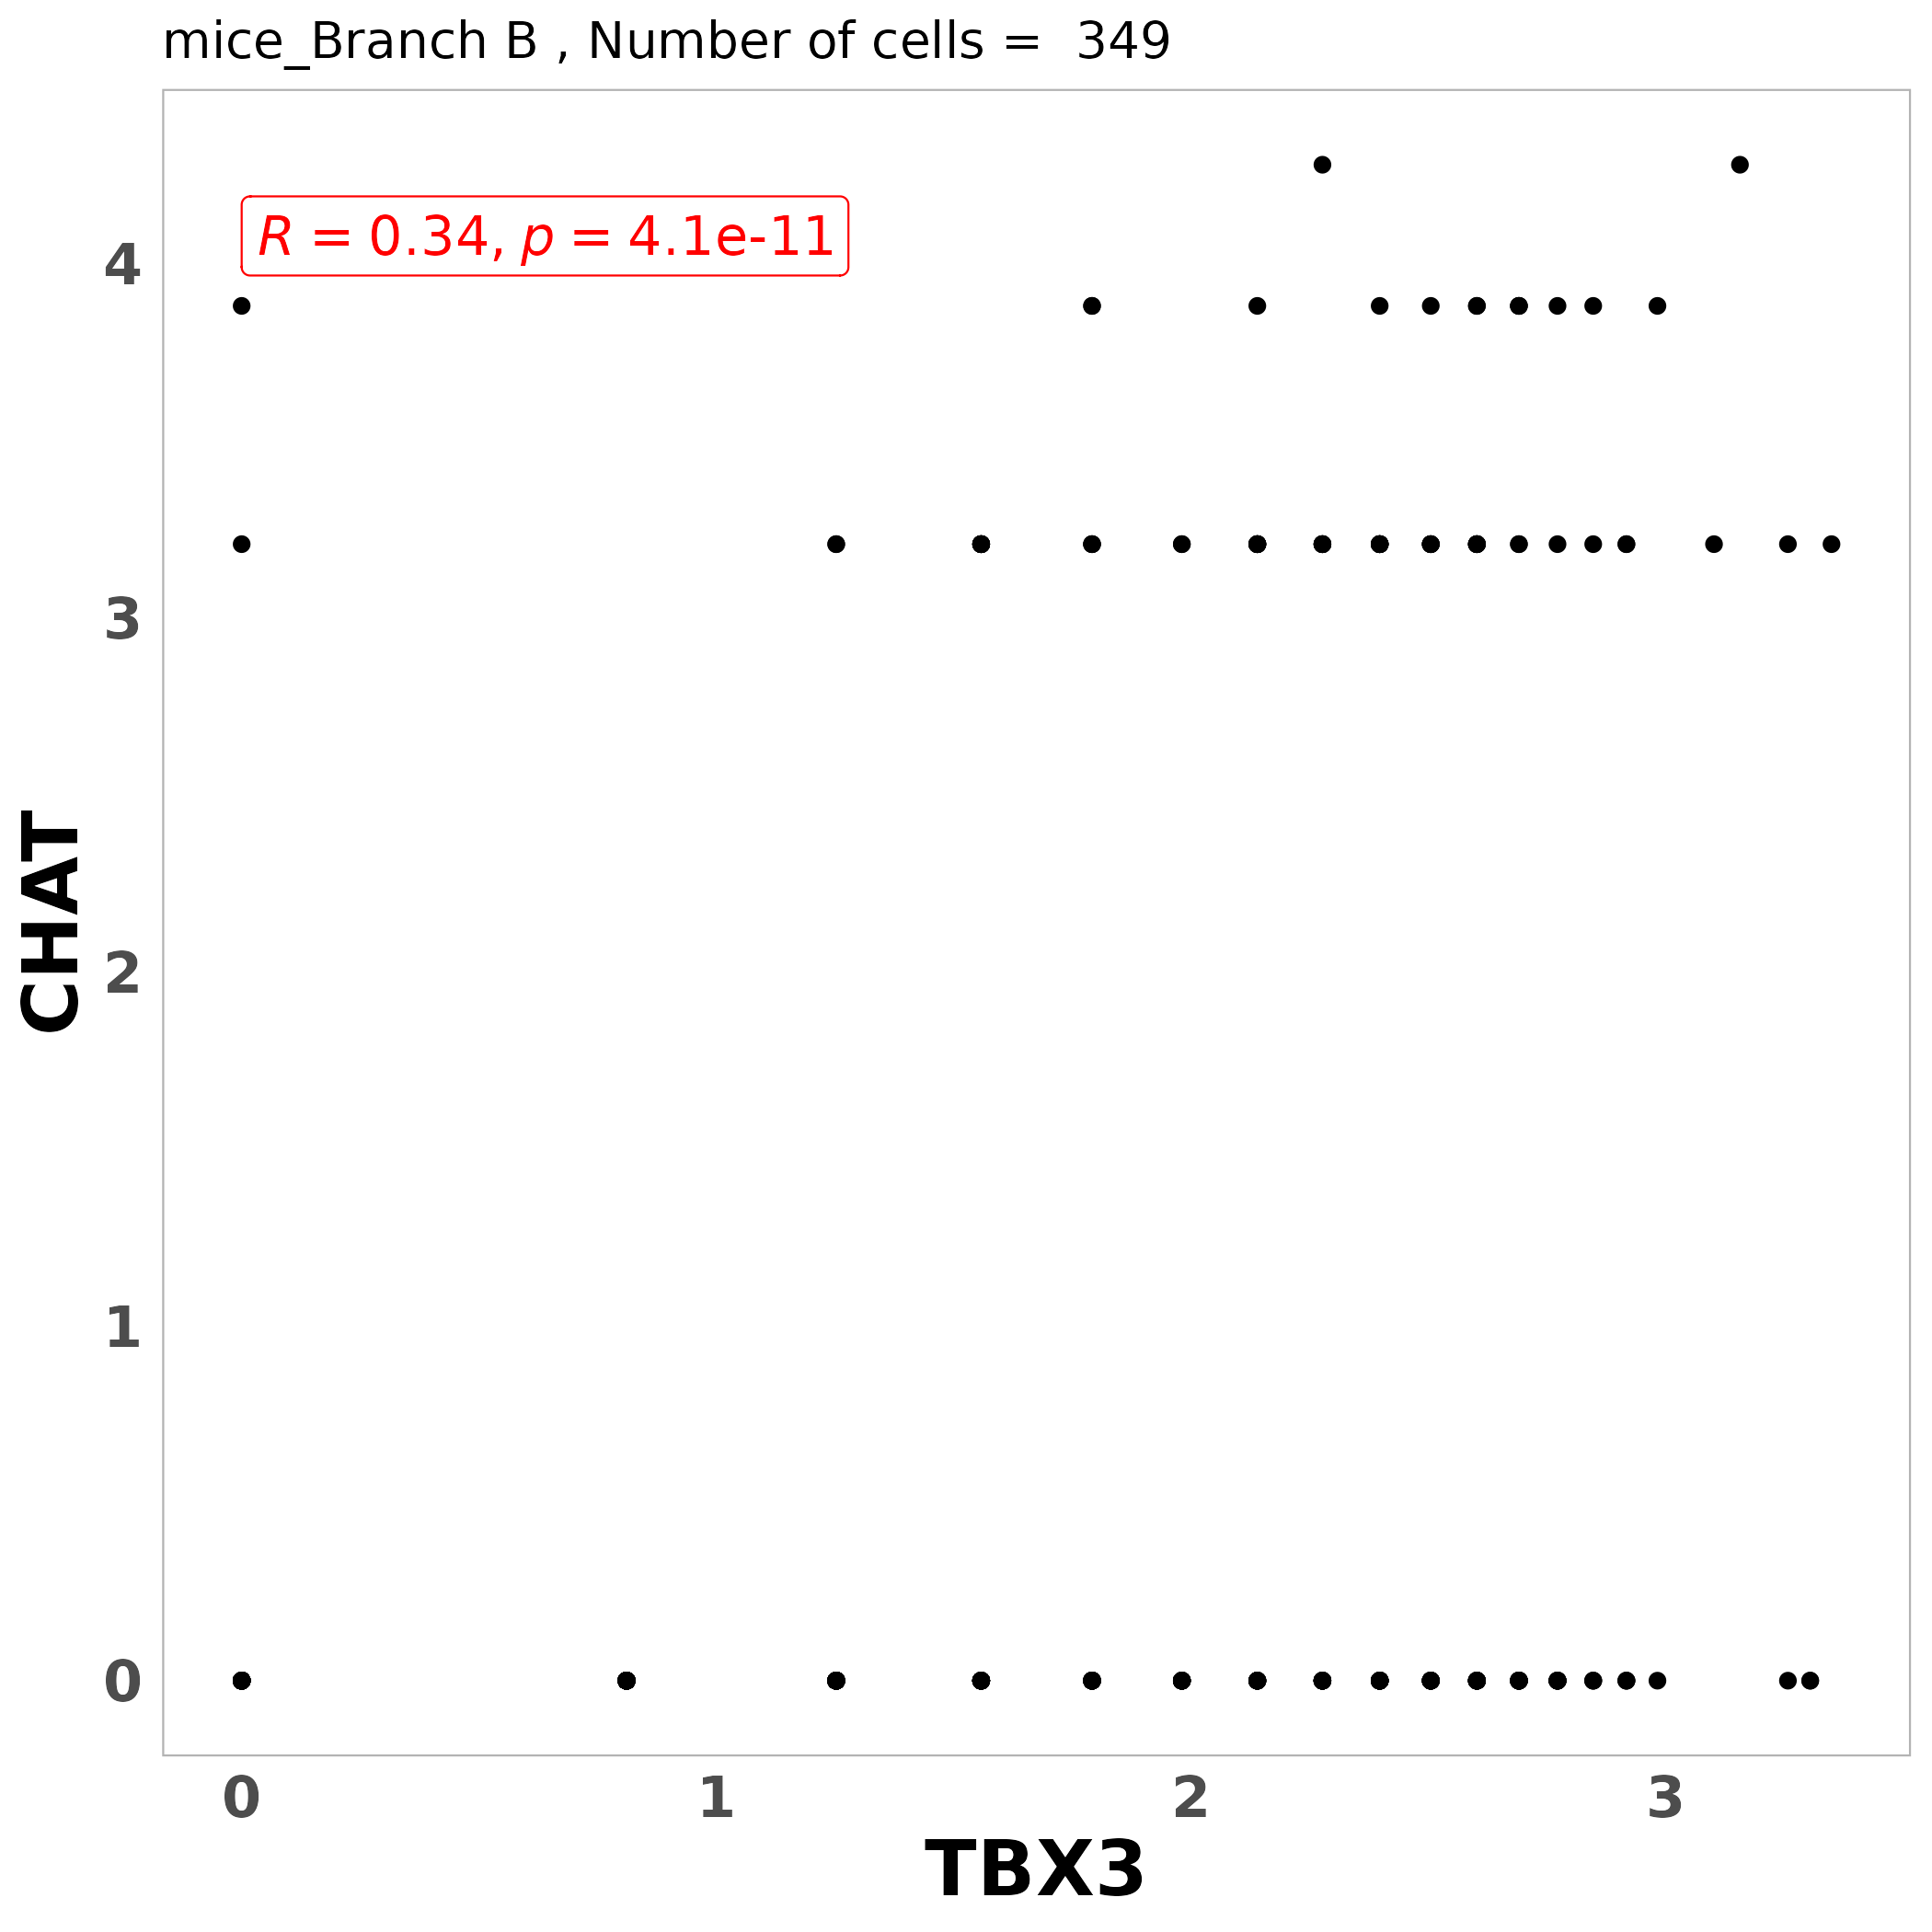 mice_Branch B , Number of cells =  349
R = 0.34, p = 4.1e-11
4
3
2
1
0
CHAT
0 1 2 3
TBX3